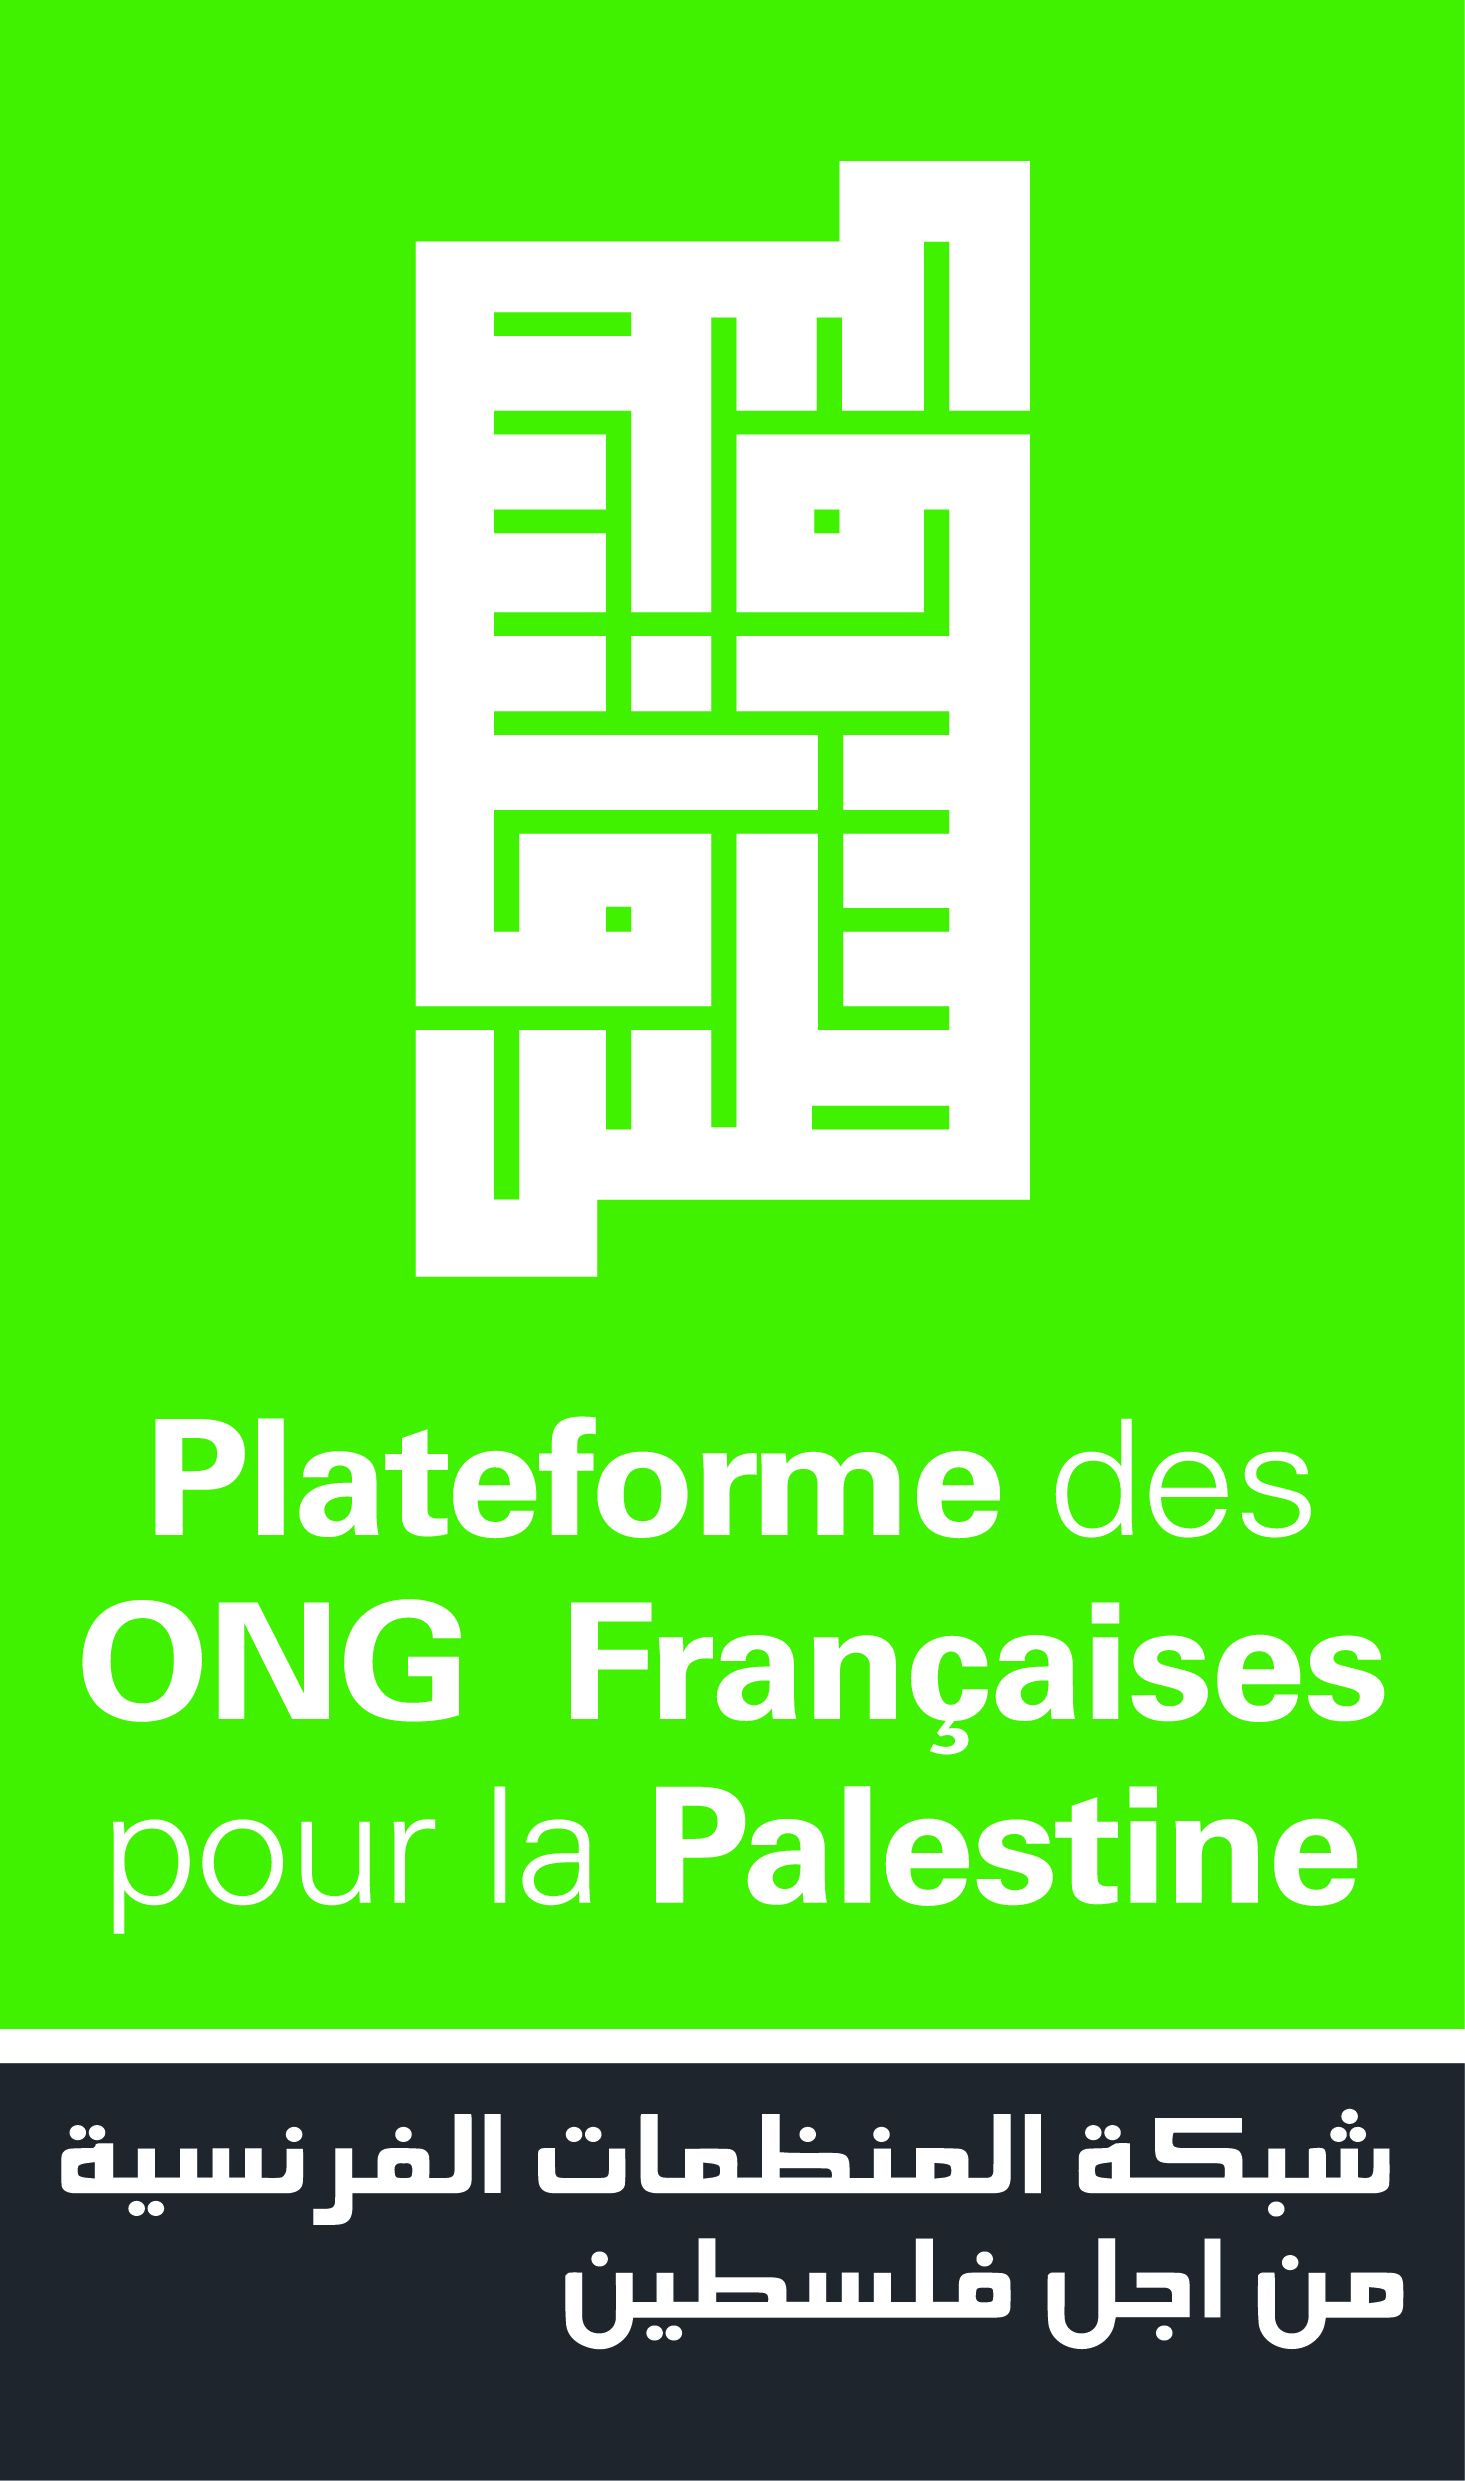 Plateforme des
ONG Françaises
pour la Palestine
شبكة المنظمات الفرنسية
من اجل فلسطين